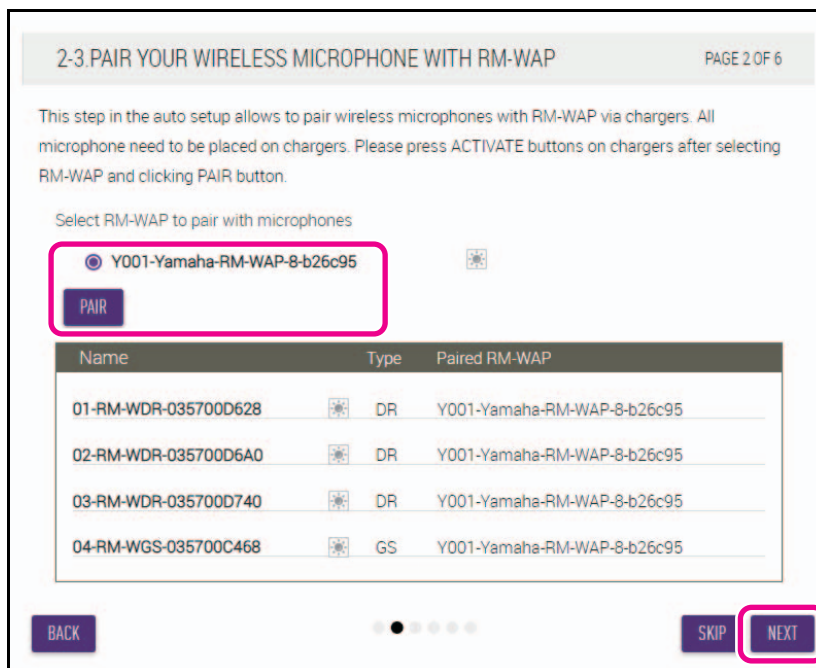 2-3.PAIR YOUR WIRELESS MICROPHONE WITH RM-WAP PAGE 2 OF 6
This step in the auto setup allows to pair wireless microphones with RM-WAP via chargers. All
microphone need to be placed on chargers. Please press ACTIVATE buttons on chargers after selecting
RM-WAP and clicking PAIR button.
Select RM-WAP to pair with microphones
Y001-Yamaha-RM-WAP-8-b26c95
PAIR
Name Type Paired RM-WAP
01-RM-WDR-035700D628 DR Y001-Yamaha-RM-WAP-8-b26c95
02-RM-WDR-035700D6A0 DR Y001-Yamaha-RM-WAP-8-b26c95
03-RM-WDR-035700D740 DR Y001-Yamaha-RM-WAP-8-b26c95
04-RM-WGS-035700C468 GS Y001-Yamaha-RM-WAP-8-b26c95
BACK SKIP NEXT